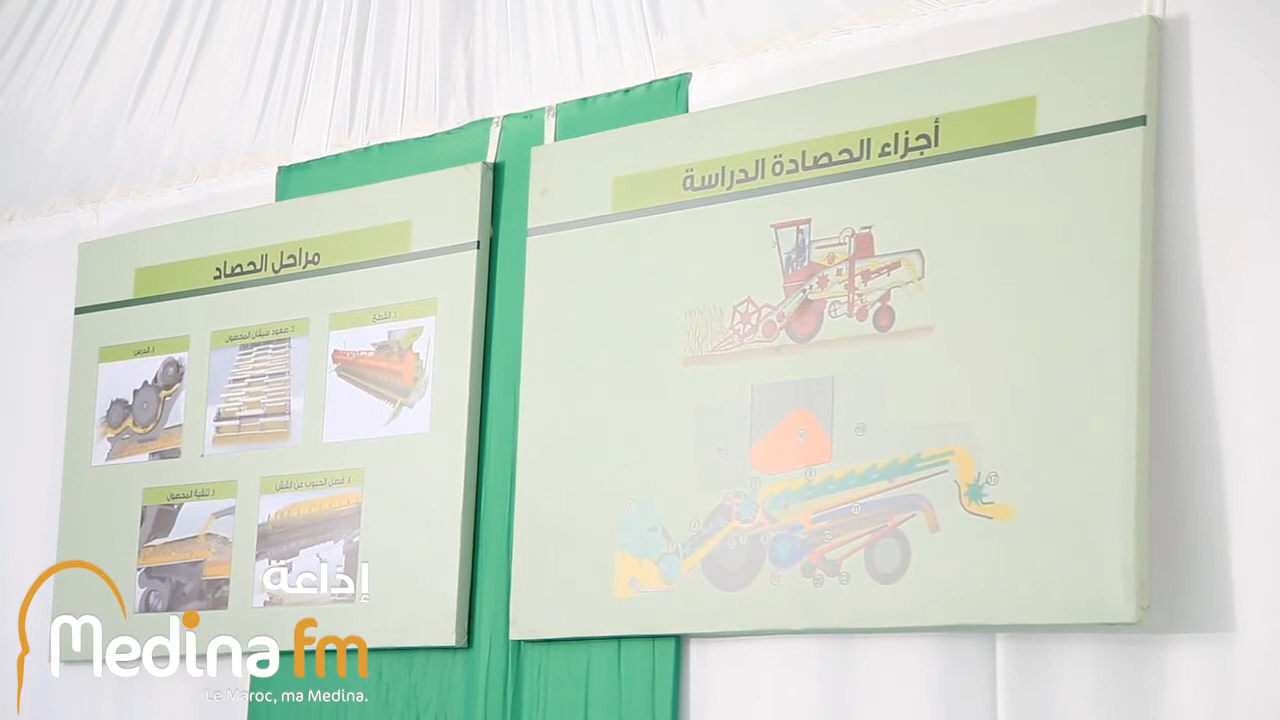 أجزاء الحصادة الدراسة
مراحل الحصاد
1. القطع
2. صعود سيقان المحصول
3. الدرس
4. فصل الحبوب عن القش
5. تنقية المحصول
إذاعة
Medina fm
Le Maroc, ma Medina.